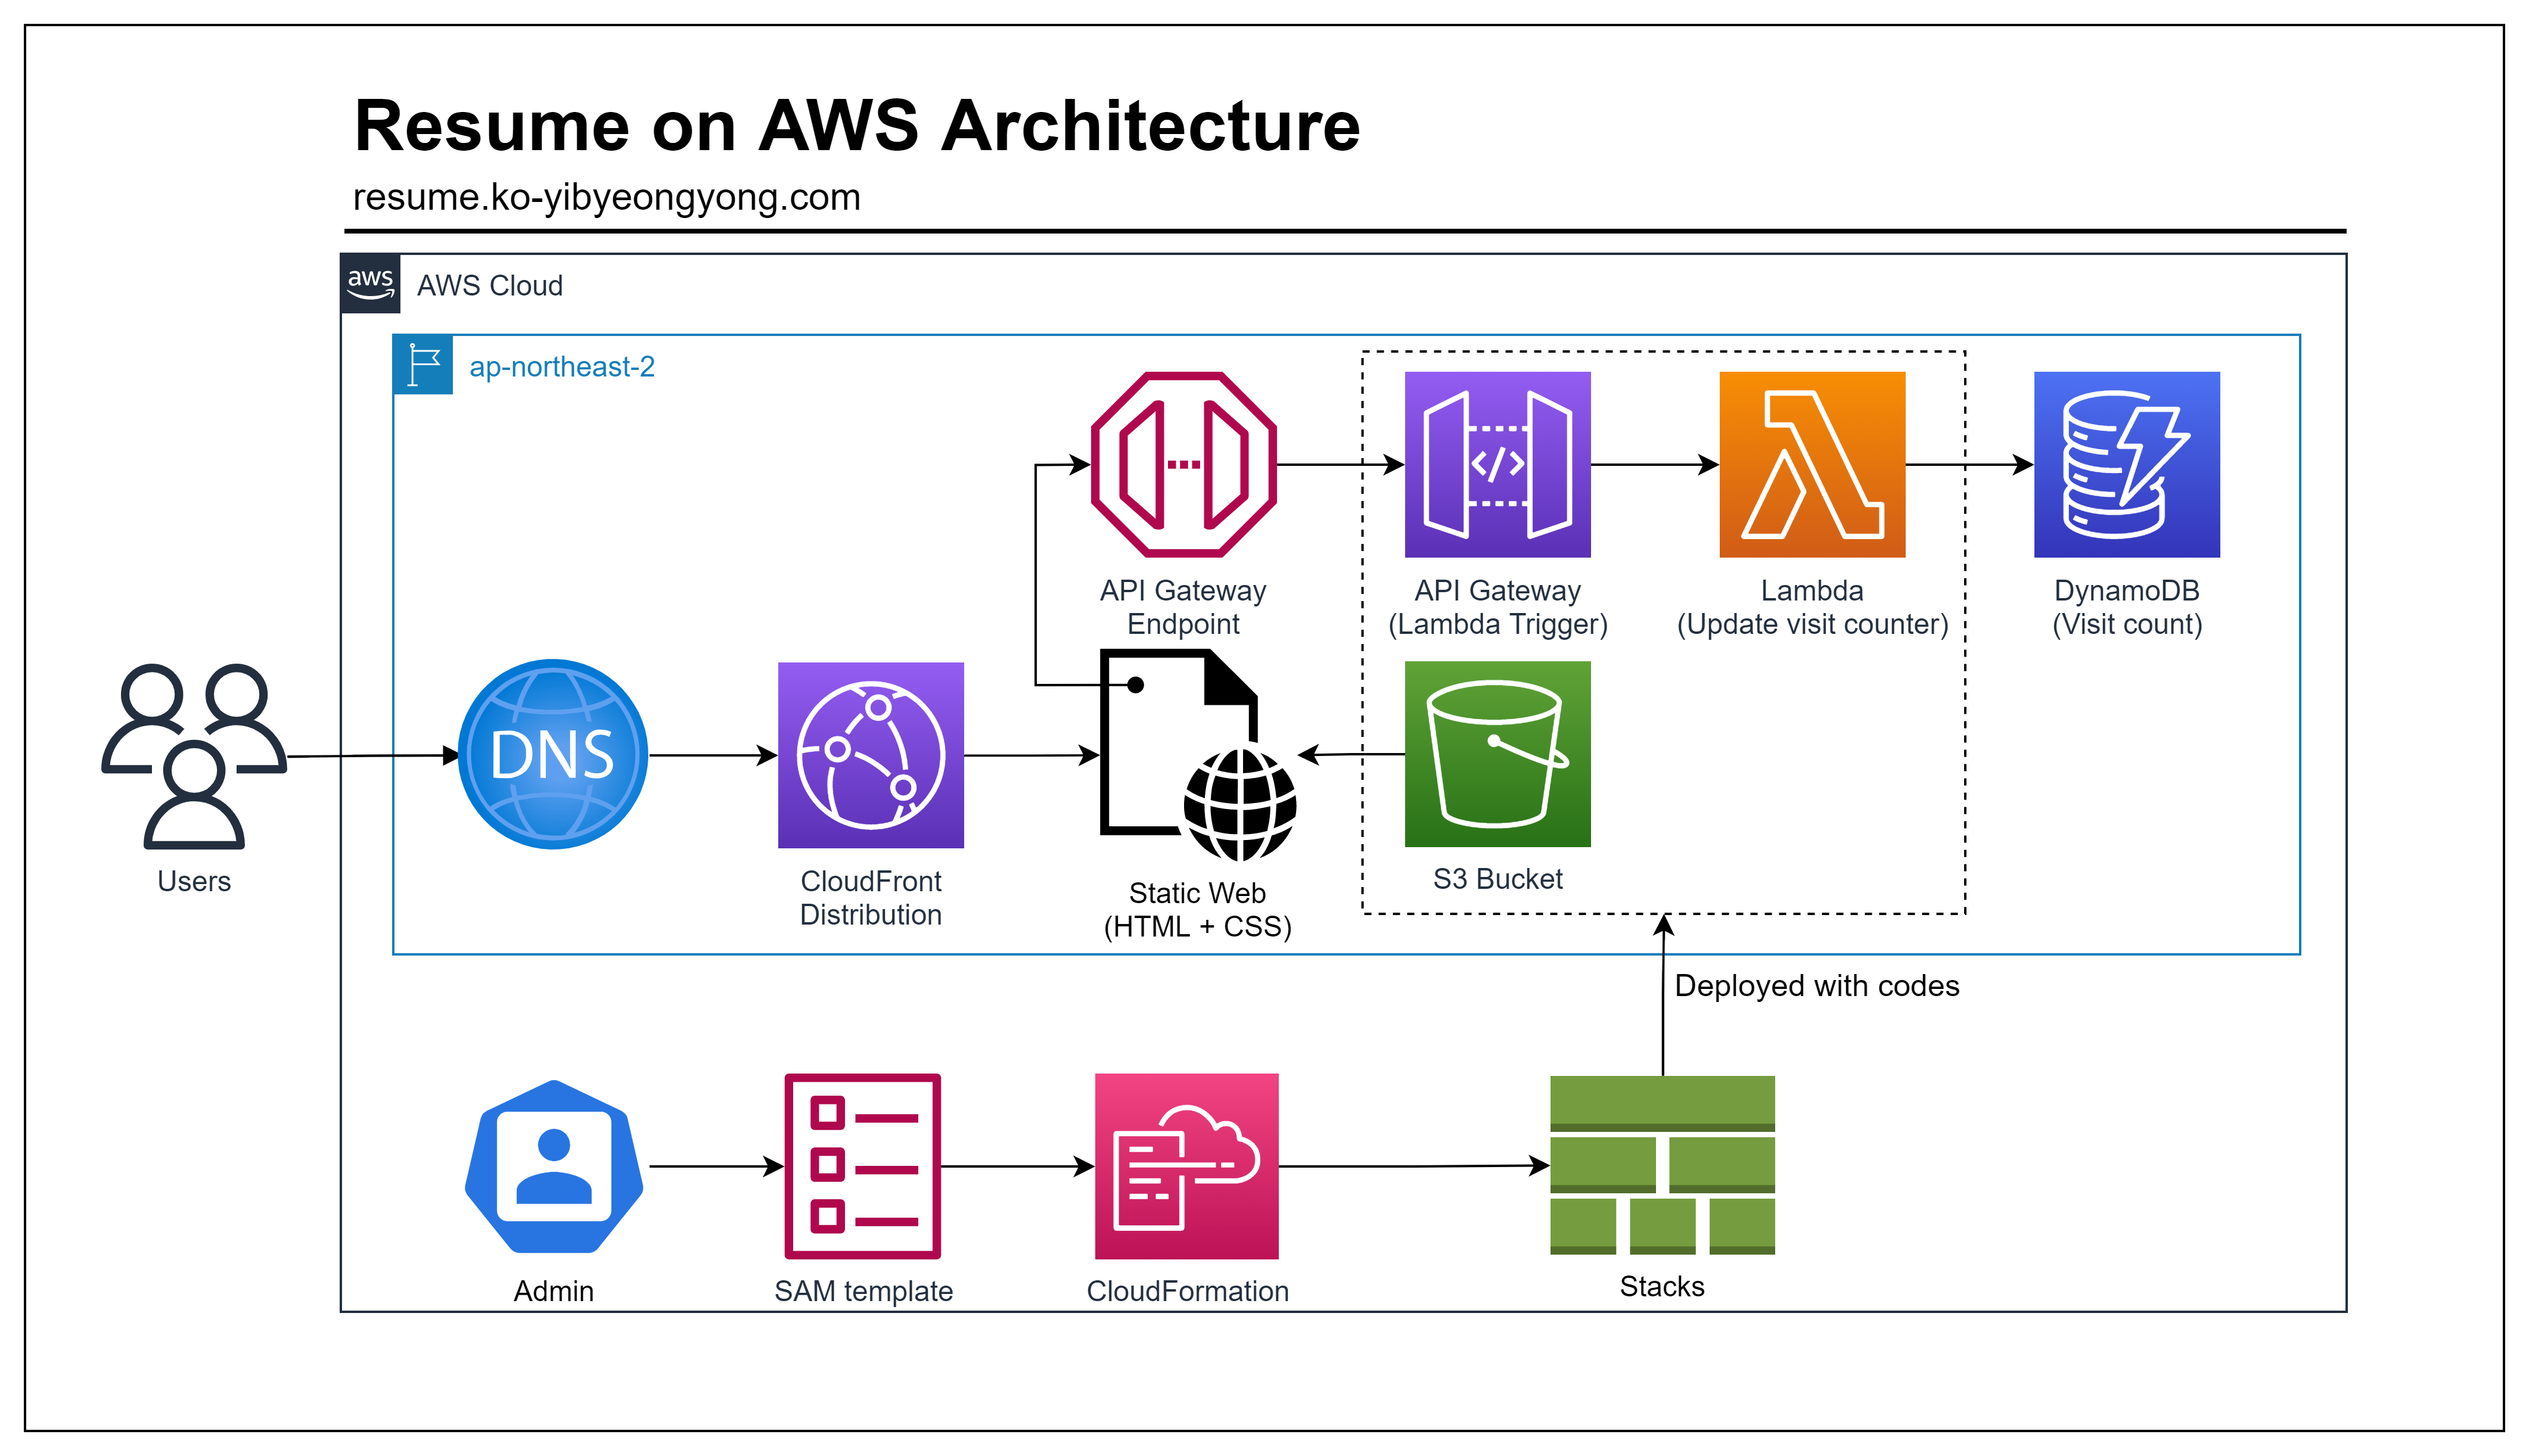 Resume on AWS Architecture
resume.ko-yibyeongyong.com
aws
AWS Cloud
ap-northeast-2
API Gateway
Endpoint
API Gateway
(Lambda Trigger)
Lambda
(Update visit counter)
DynamoDB
(Visit count)
Users
DNS
CloudFront
Distribution
Static Web
(HTML + CSS)
S3 Bucket
Deployed with codes
Admin
SAM template
CloudFormation
Stacks